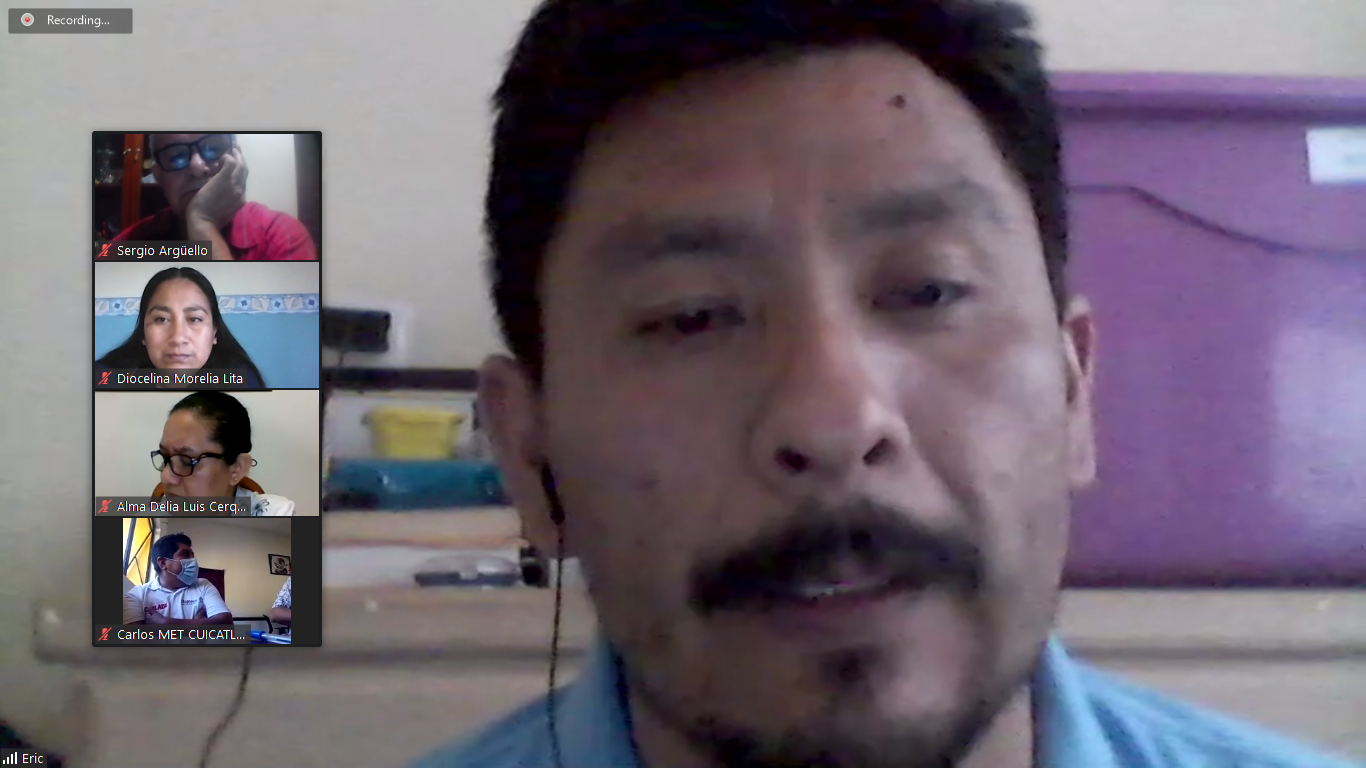 Recording...
Sergio Argüello
Diocelina Morelia Lita
Alma Delia Luis Cerq...
Carlos MET CUICATL...
Eric